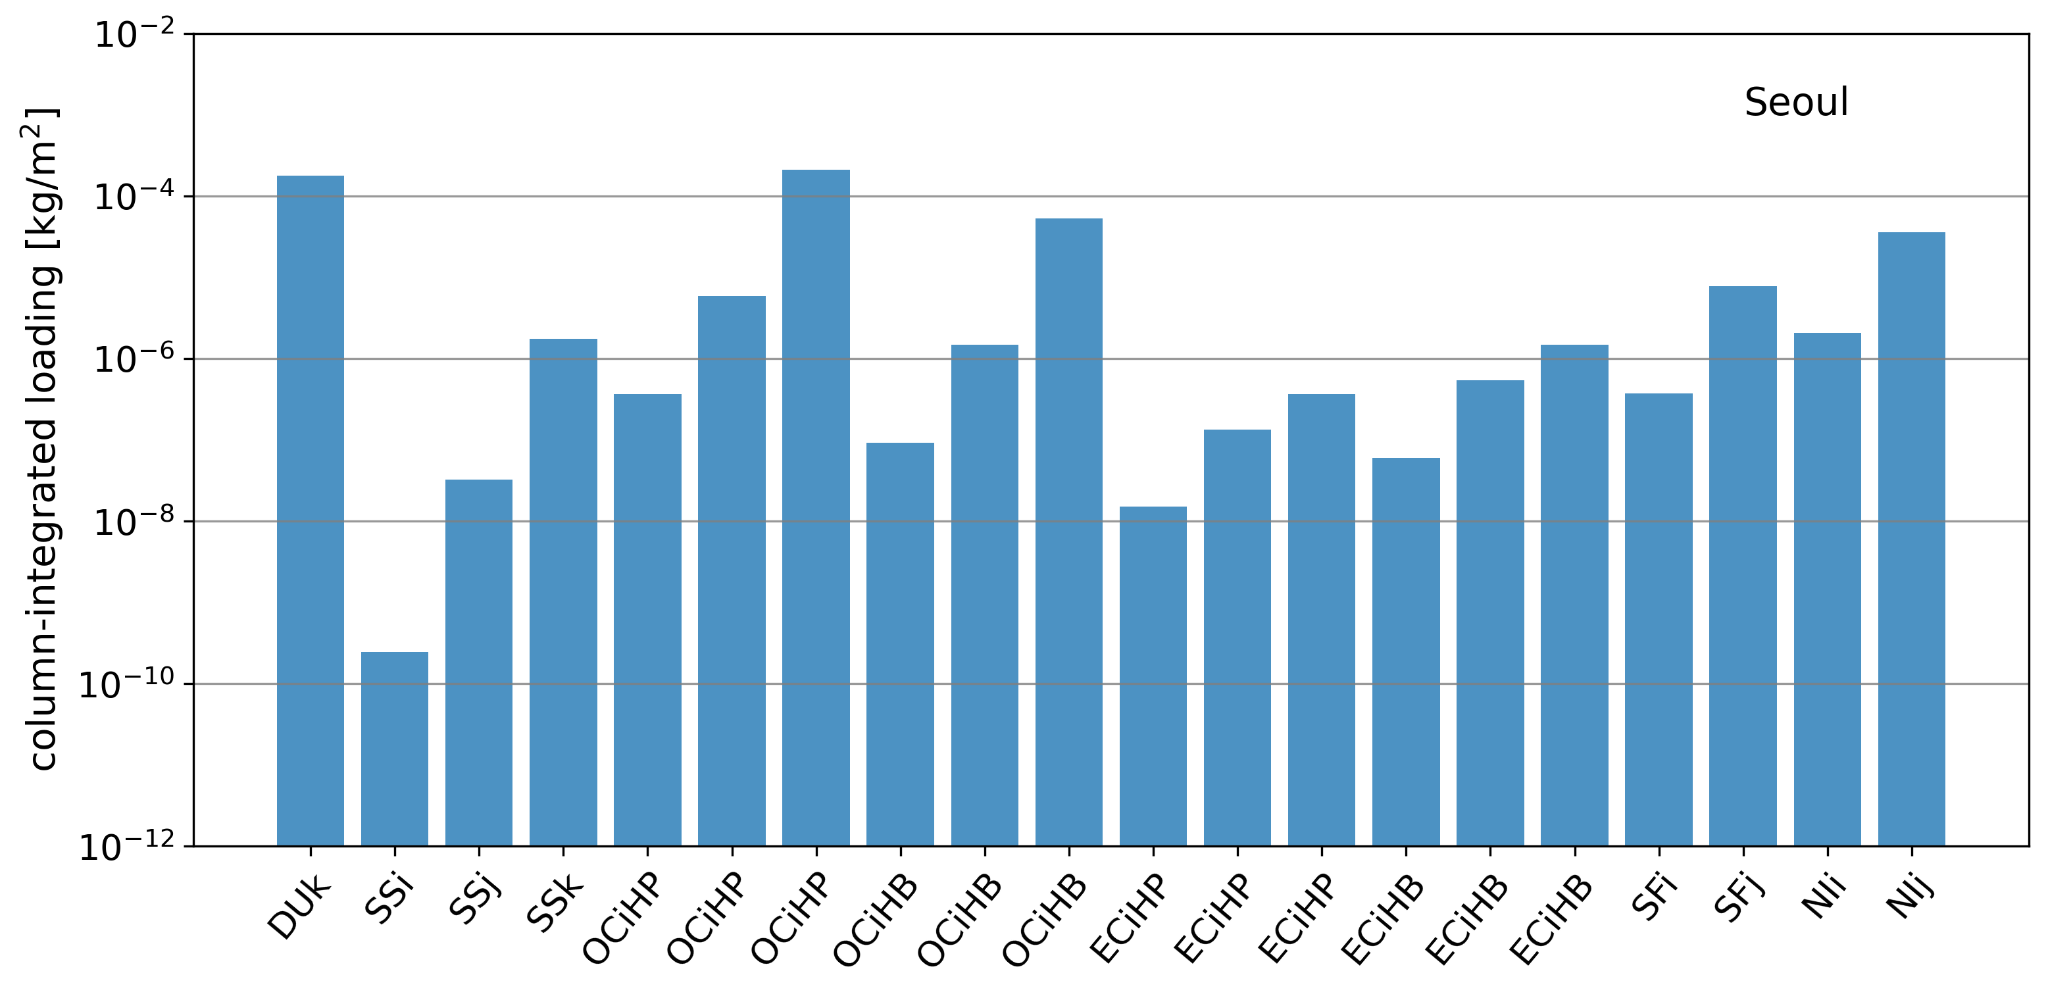 Seoul
column-integrated loading [kg/m²]
10⁻²
10⁻⁴
10⁻⁶
10⁻⁸
10⁻¹⁰
10⁻¹²
DUk
SSi
SSj
SSk
OCiHP
OCiHP
OCiHP
OCiHB
OCiHB
OCiHB
ECiHP
ECiHP
ECiHP
ECiHB
ECiHB
ECiHB
SFi
SFj
NIi
NIj